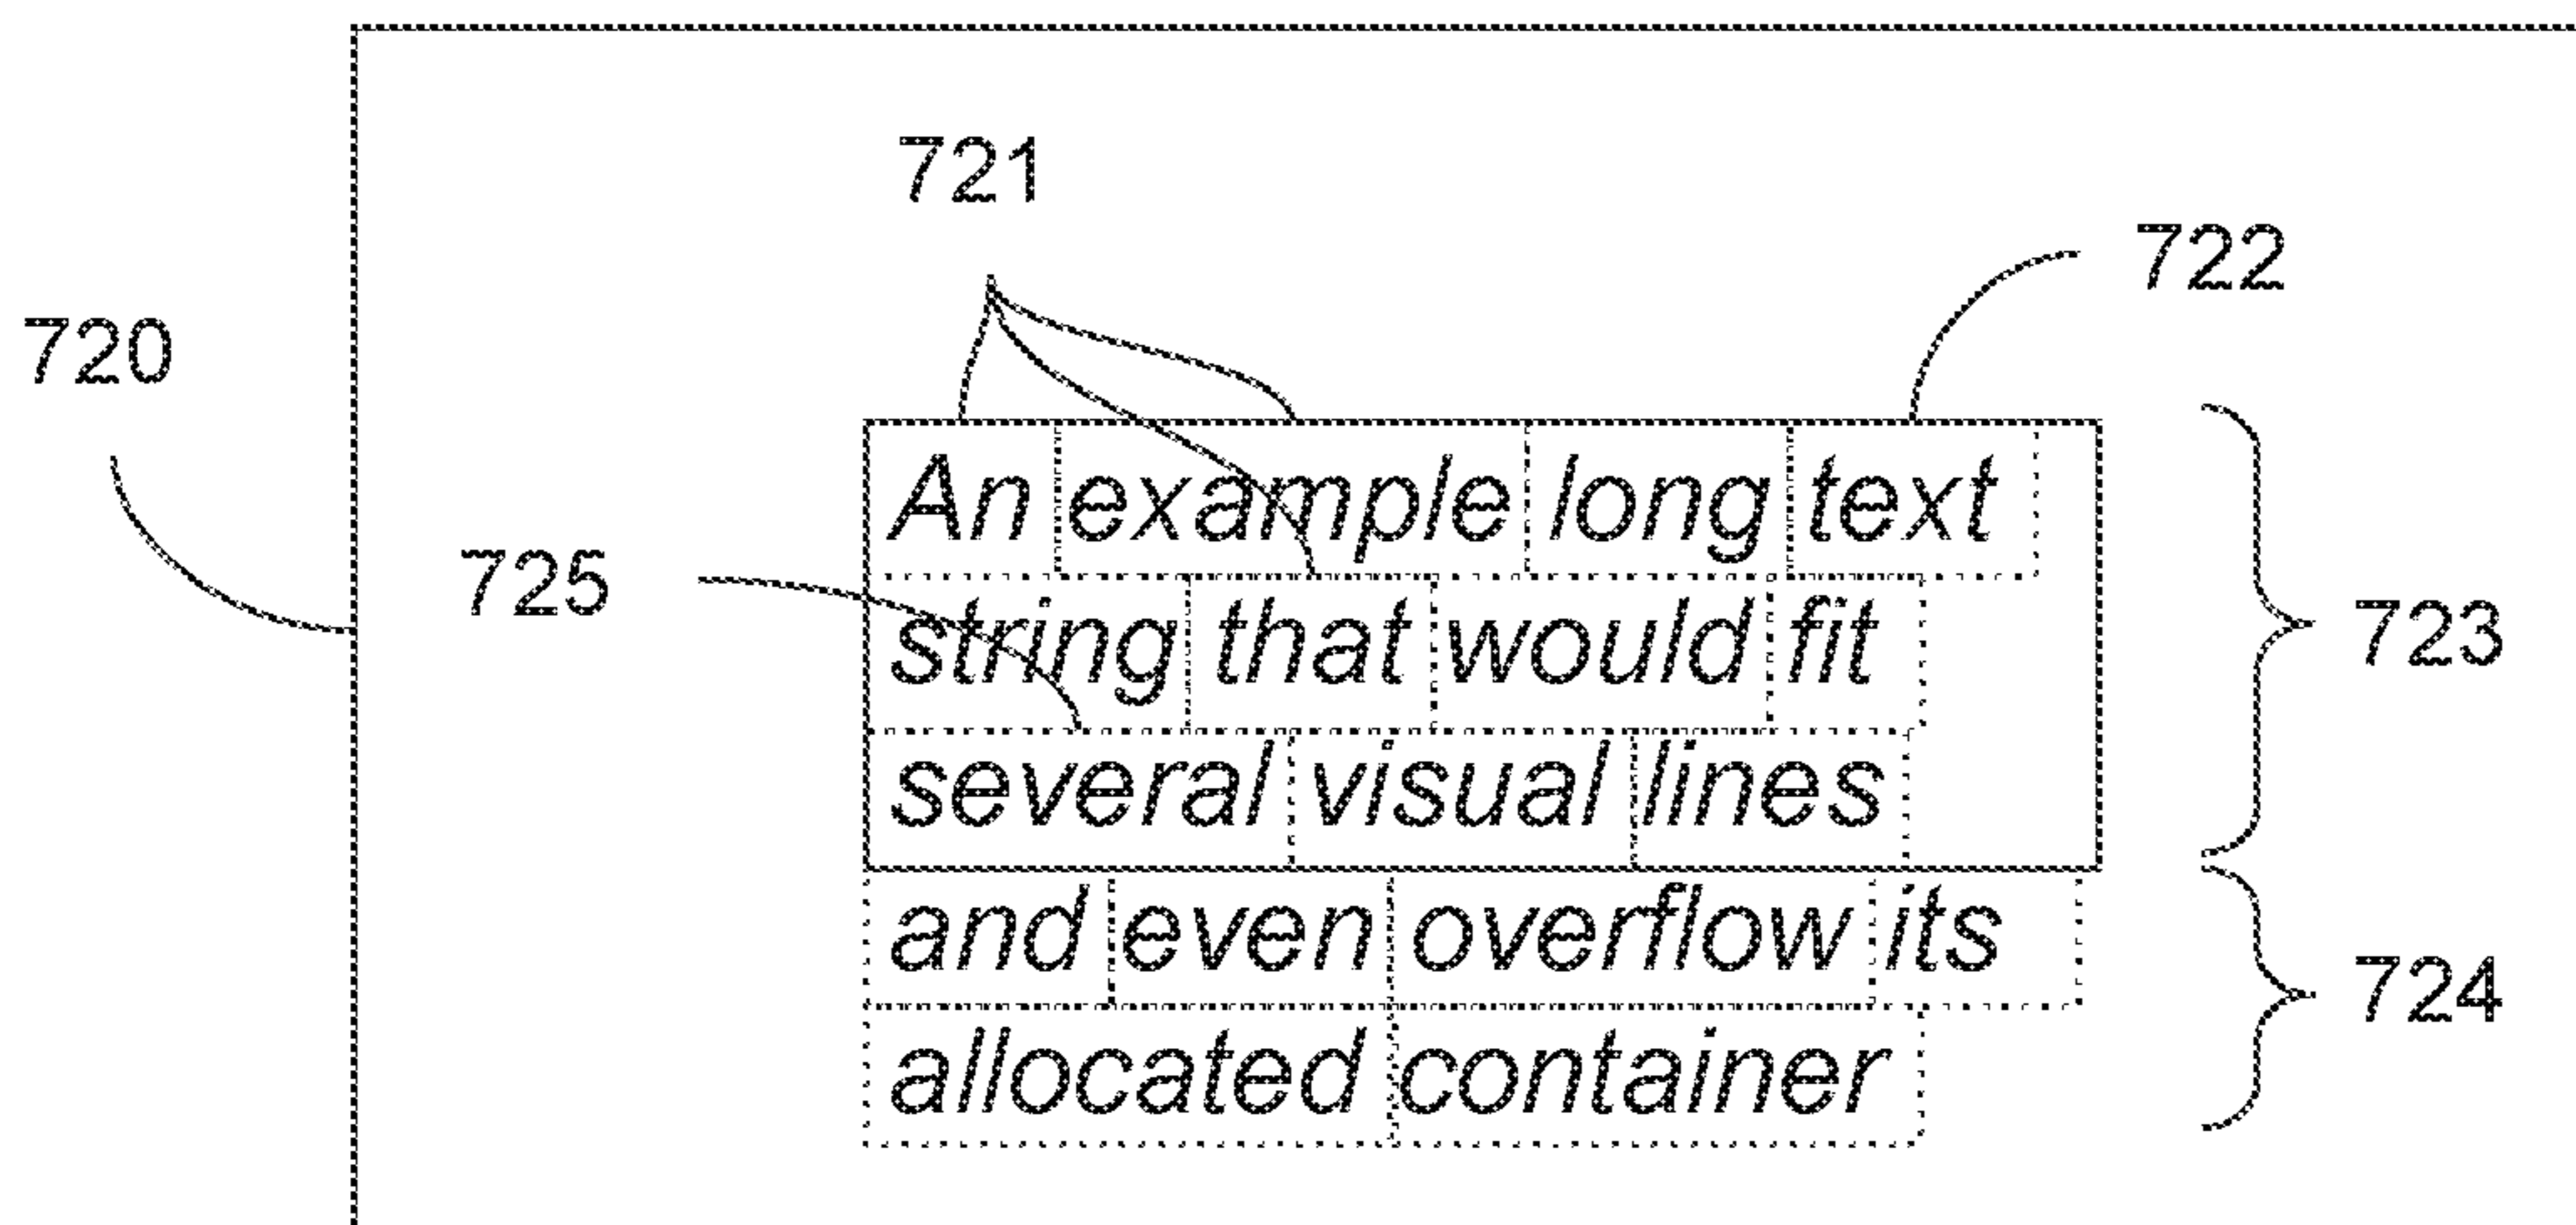 721
722
720
An example long text
725
string that would fit
723
several visual lines
and even overflow its
724
allocated container